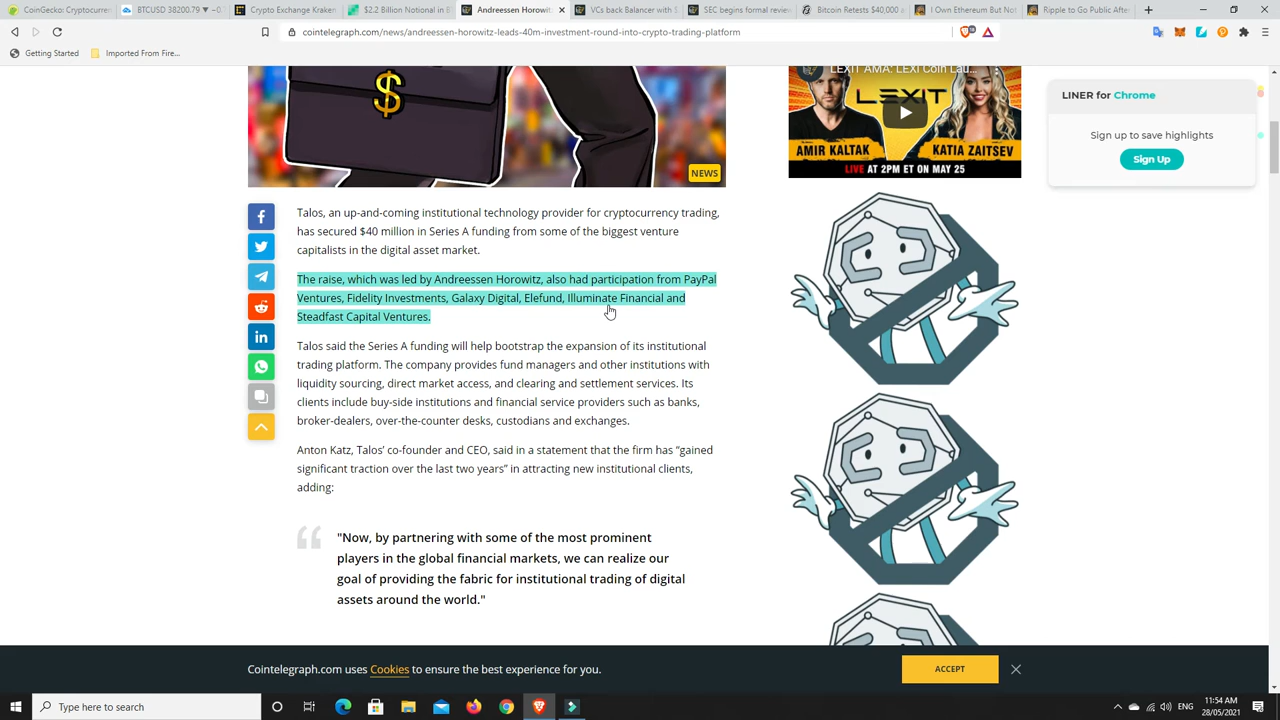 CoinGecko: Cryptocurren
BTCUSD 38200.79 ▼ −0.
Crypto Exchange Kraken
$2.2 Billion Notional in B
Andreessen Horowitz
VCs back Balancer with $
SEC begins formal review
Bitcoin Retests $40,000 a
I Own Ethereum But Not
Ripple to Go Public After
cointelegraph.com/news/andreessen-horowitz-leads-40m-investment-round-into-crypto-trading-platform
Getting Started
Imported From Fire...
LEXIT AMA: LEXI Coin Lau...
LEXIT
AMIR KALTAK
KATIA ZAITSEV
LIVE AT 2PM ET ON MAY 25
LINER for Chrome
Sign up to save highlights
Sign Up
$
NEWS
Talos, an up-and-coming institutional technology provider for cryptocurrency trading,
has secured $40 million in Series A funding from some of the biggest venture
capitalists in the digital asset market.
The raise, which was led by Andreessen Horowitz, also had participation from PayPal
Ventures, Fidelity Investments, Galaxy Digital, Elefund, Illuminate Financial and
Steadfast Capital Ventures.
Talos said the Series A funding will help bootstrap the expansion of its institutional
trading platform. The company provides fund managers and other institutions with
liquidity sourcing, direct market access, and clearing and settlement services. Its
clients include buy-side institutions and financial service providers such as banks,
broker-dealers, over-the-counter desks, custodians and exchanges.
Anton Katz, Talos’ co-founder and CEO, said in a statement that the firm has “gained
significant traction over the last two years” in attracting new institutional clients,
adding:
"Now, by partnering with some of the most prominent
players in the global financial markets, we can realize our
goal of providing the fabric for institutional trading of digital
assets around the world."
Cointelegraph.com uses Cookies to ensure the best experience for you.
ACCEPT
Type here to search
ENG
11:54 AM
28/05/2021